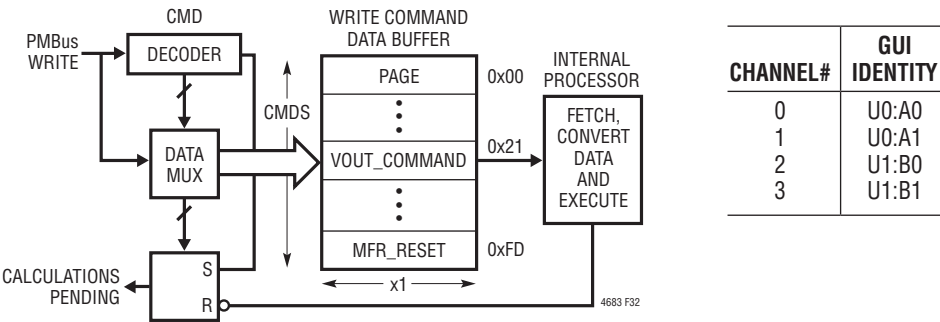 CMD
PMBus
WRITE
DECODER
DATA
MUX
S
R
CALCULATIONS
PENDING
WRITE COMMAND
DATA BUFFER
CMDS
PAGE
0x00
VOUT_COMMAND
0x21
MFR_RESET
0xFD
x1
INTERNAL
PROCESSOR
FETCH,
CONVERT
DATA
AND
EXECUTE
4683 F32
CHANNEL# GUI IDENTITY
0 U0:A0
1 U0:A1
2 U1:B0
3 U1:B1